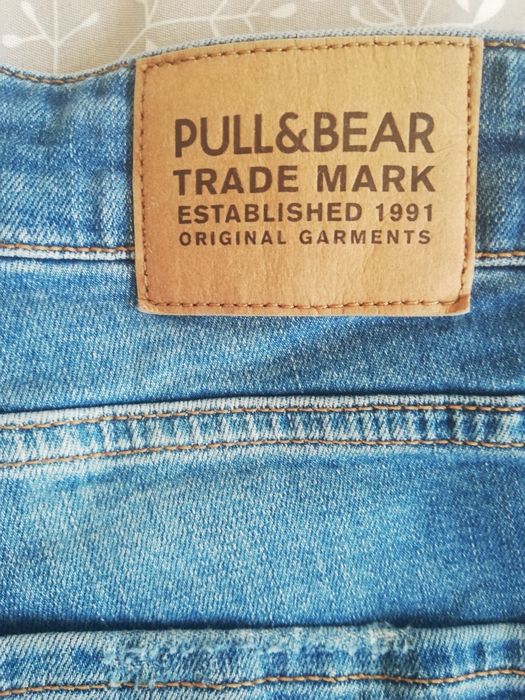 PULL&BEAR
TRADE MARK
ESTABLISHED 1991
ORIGINAL GARMENTS